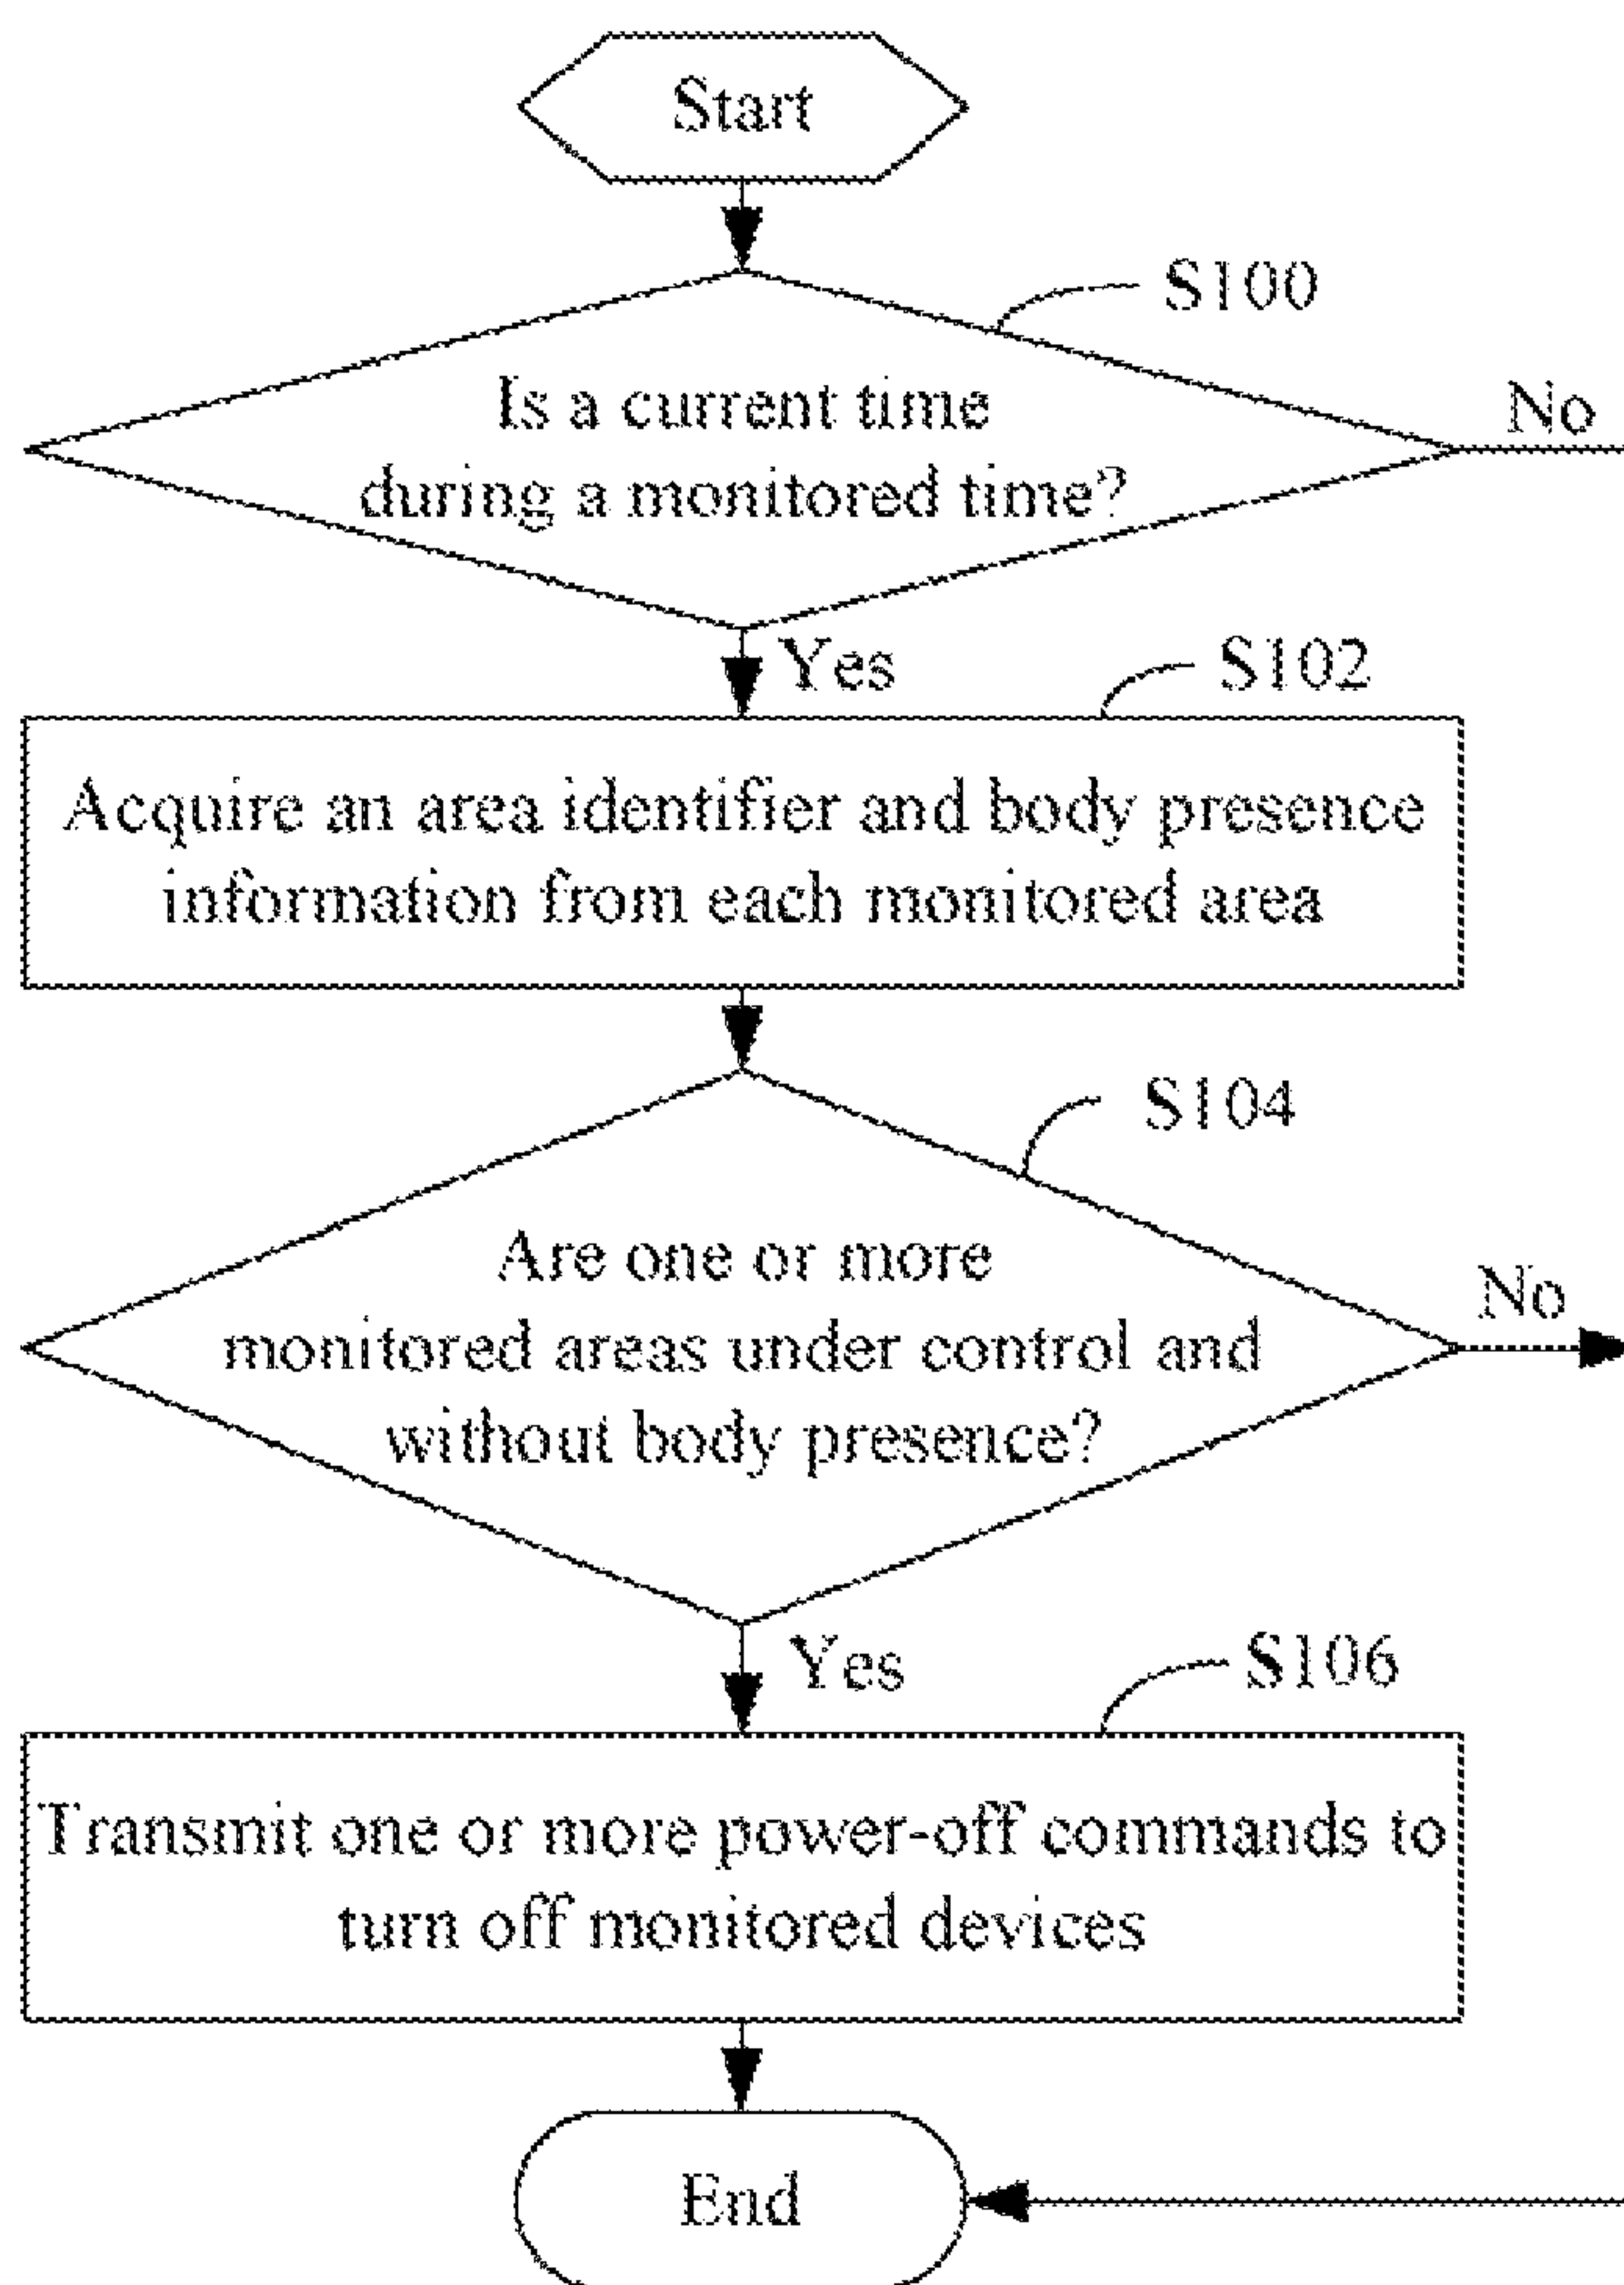 Start
S100
Is a current time
during a monitored time?
No
Yes
S102
Acquire an area identifier and body presence
information from each monitored area
S104
Are one or more
monitored areas under control and
without body presence?
No
Yes
S106
Transmit one or more power-off commands to
turn off monitored devices
End